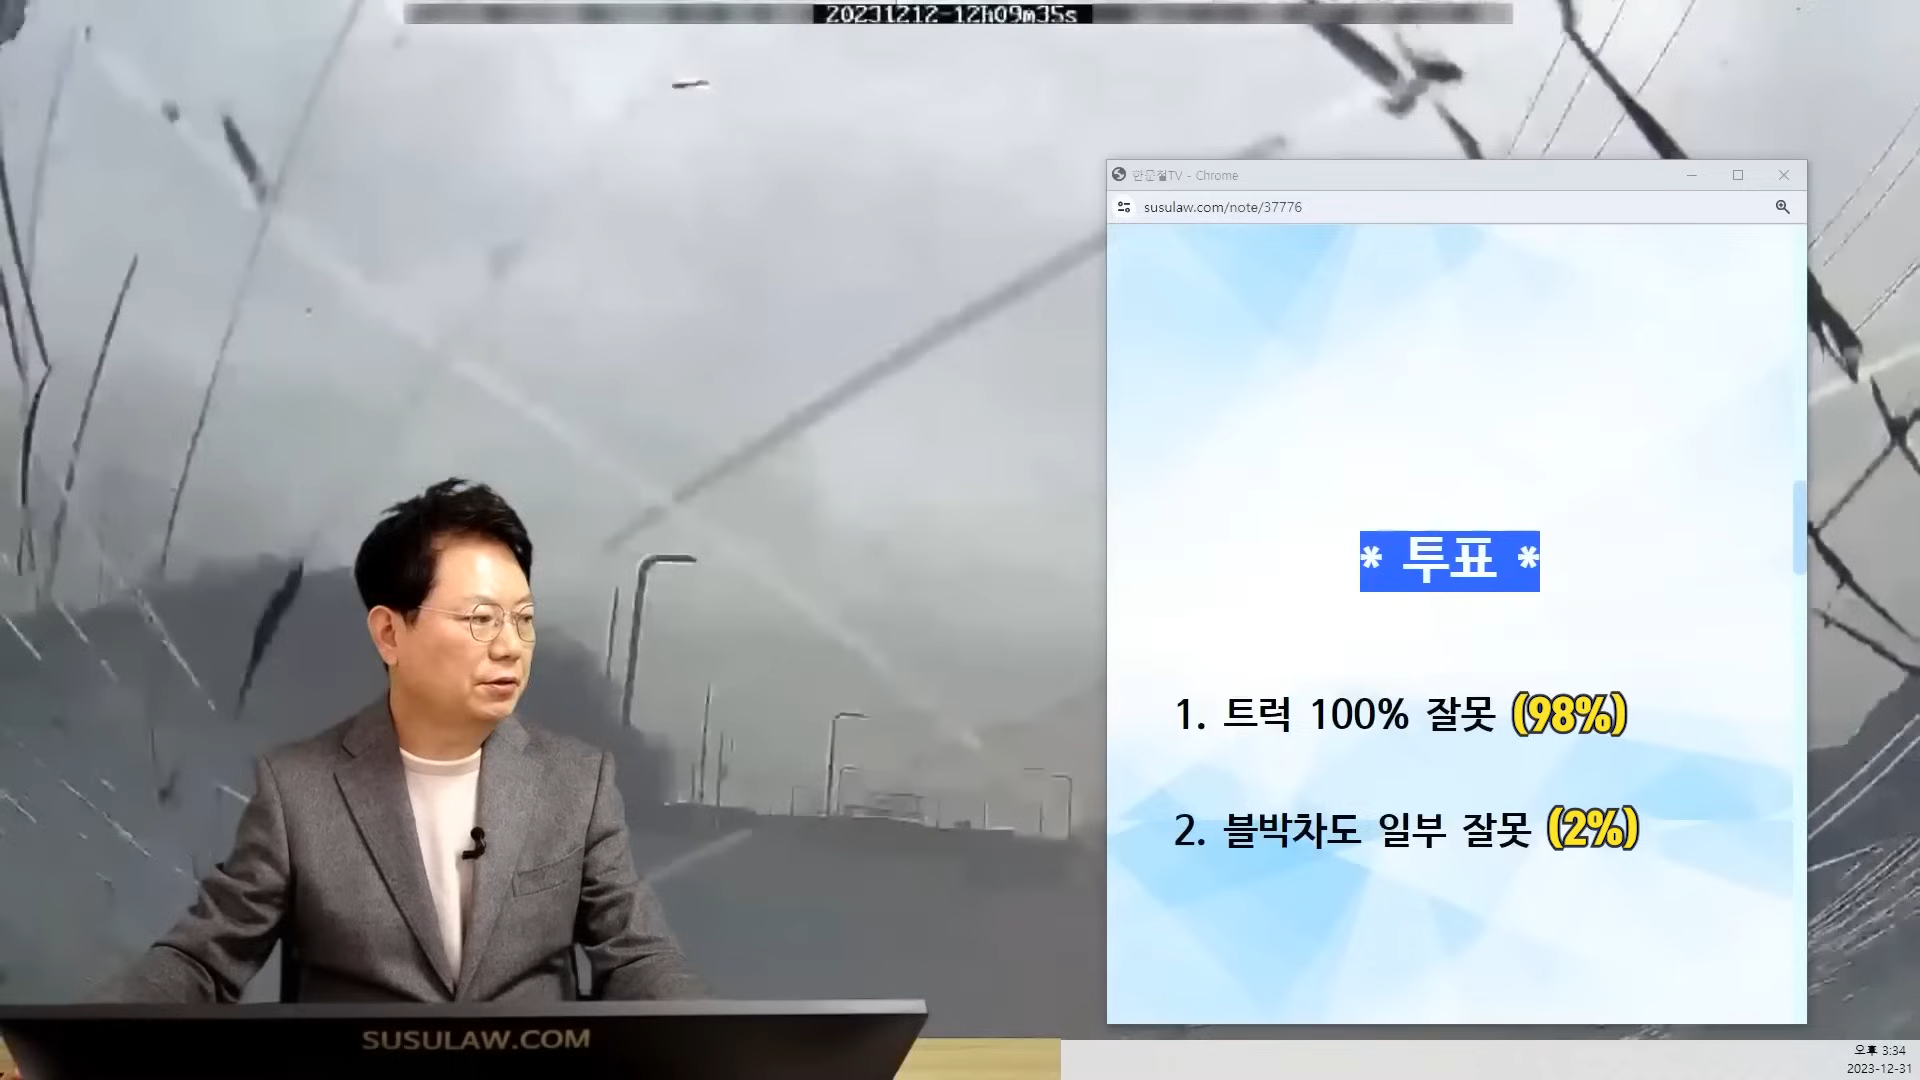 20231212-12h09m35s
한문철TV - Chrome
susulaw.com/note/37776
* 투표 *
1. 트럭 100% 잘못 (98%)
2. 블박차도 일부 잘못 (2%)
SUSULAW.COM
오후 3:34
2023-12-31